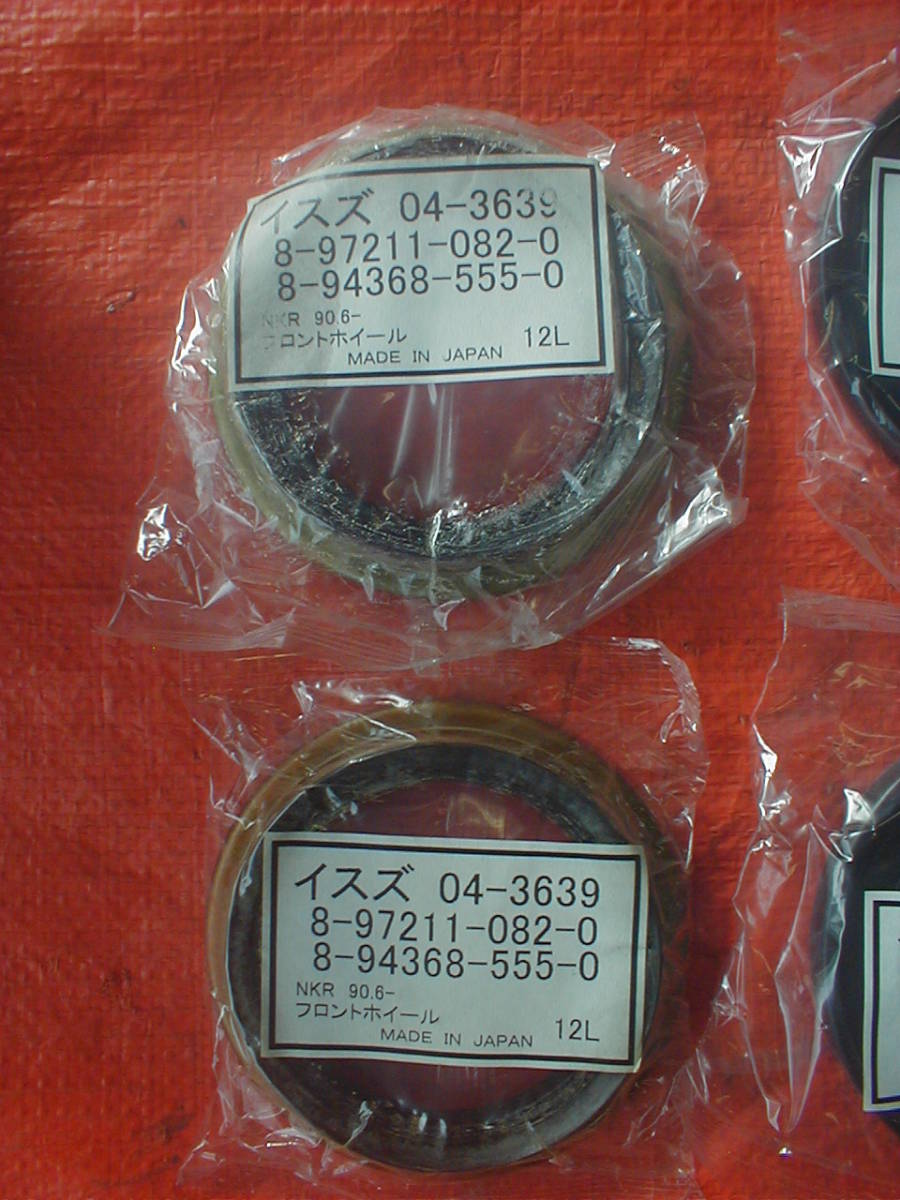 イスズ 04-3639
8-97211-082-0
8-94368-555-0
NKR 90.6-
フロントホイール 12L
MADE IN JAPAN
イスズ 04-3639
8-97211-082-0
8-94368-555-0
NKR 90.6-
フロントホイール 12L
MADE IN JAPAN